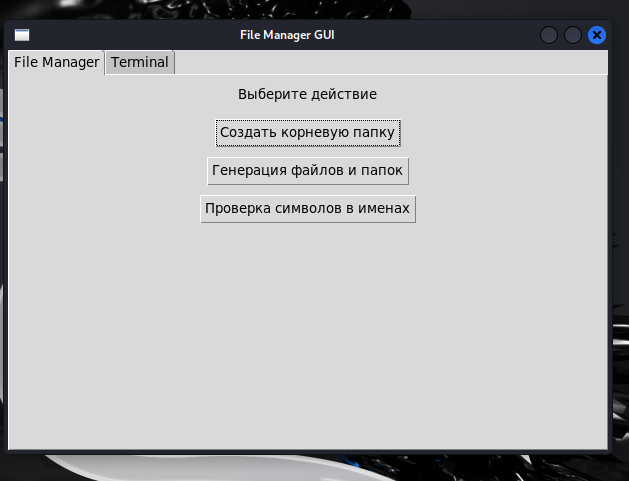 File Manager GUI
File Manager Terminal
Выберите действие
Создать корневую папку
Генерация файлов и папок
Проверка символов в именах